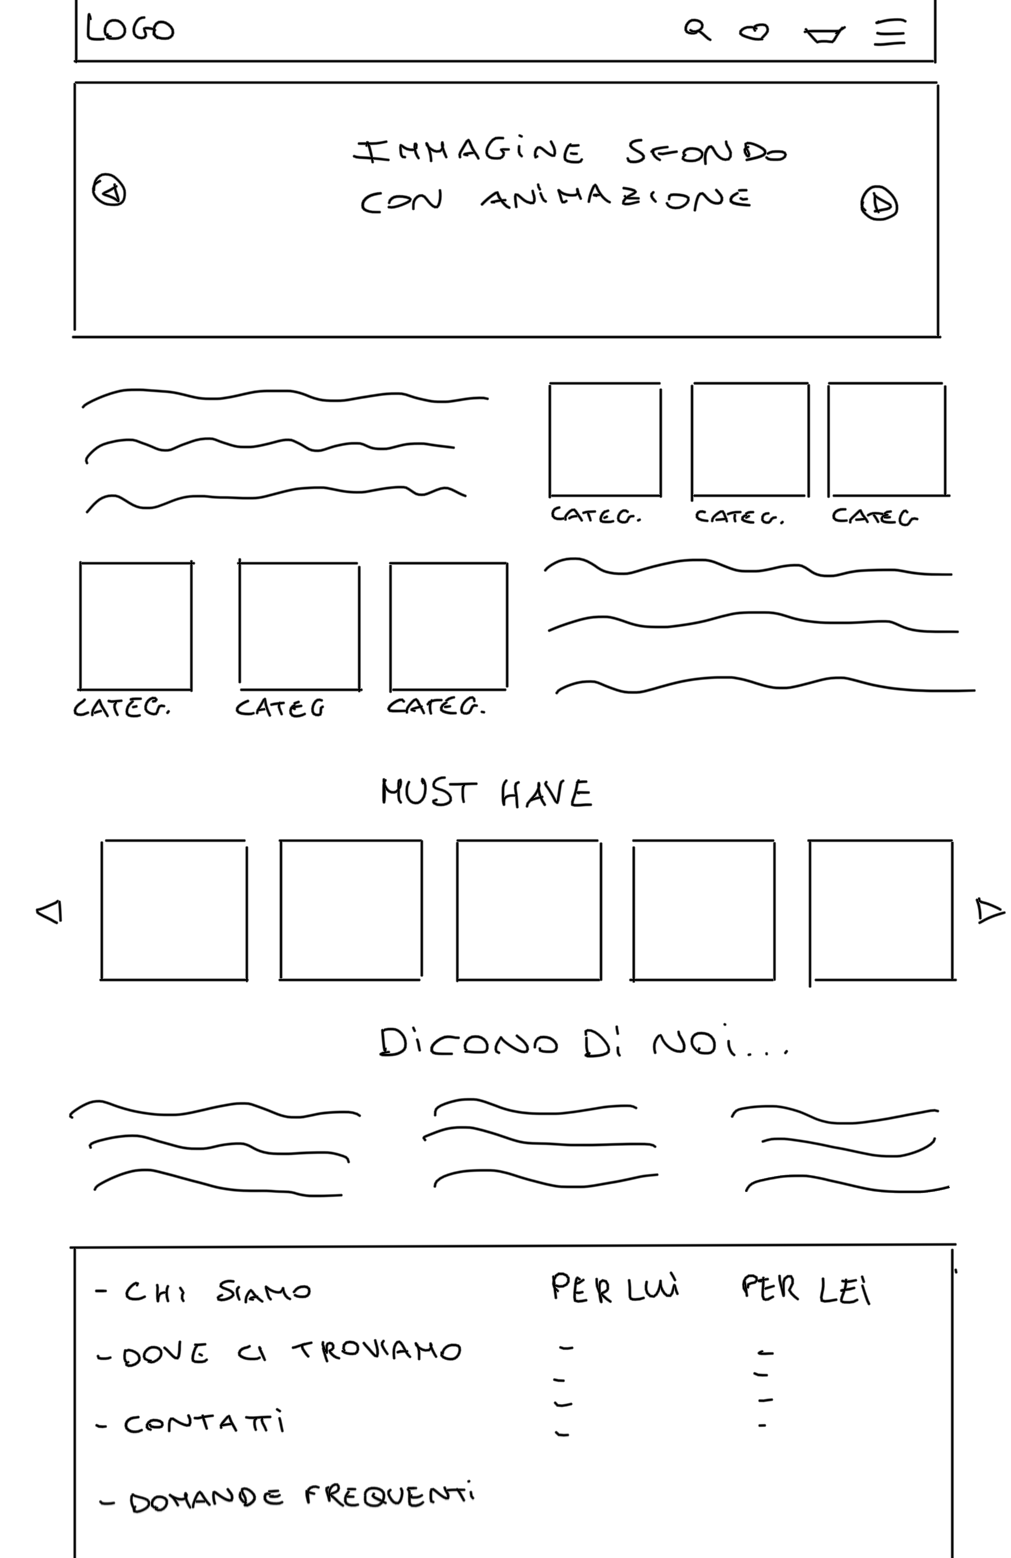 LOGO
IMMAGINE SFONDO
CON ANIMAZIONE
CATEG. CATEG. CATEG
CATEG. CATEG CATEG.
MUST HAVE
DICONO DI NOI...
- CHI SIAMO
- DOVE CI TROVIAMO
- CONTATTI
- DOMANDE FREQUENTI
PER LUI
-
-
-
-
PER LEI
-
-
-
-